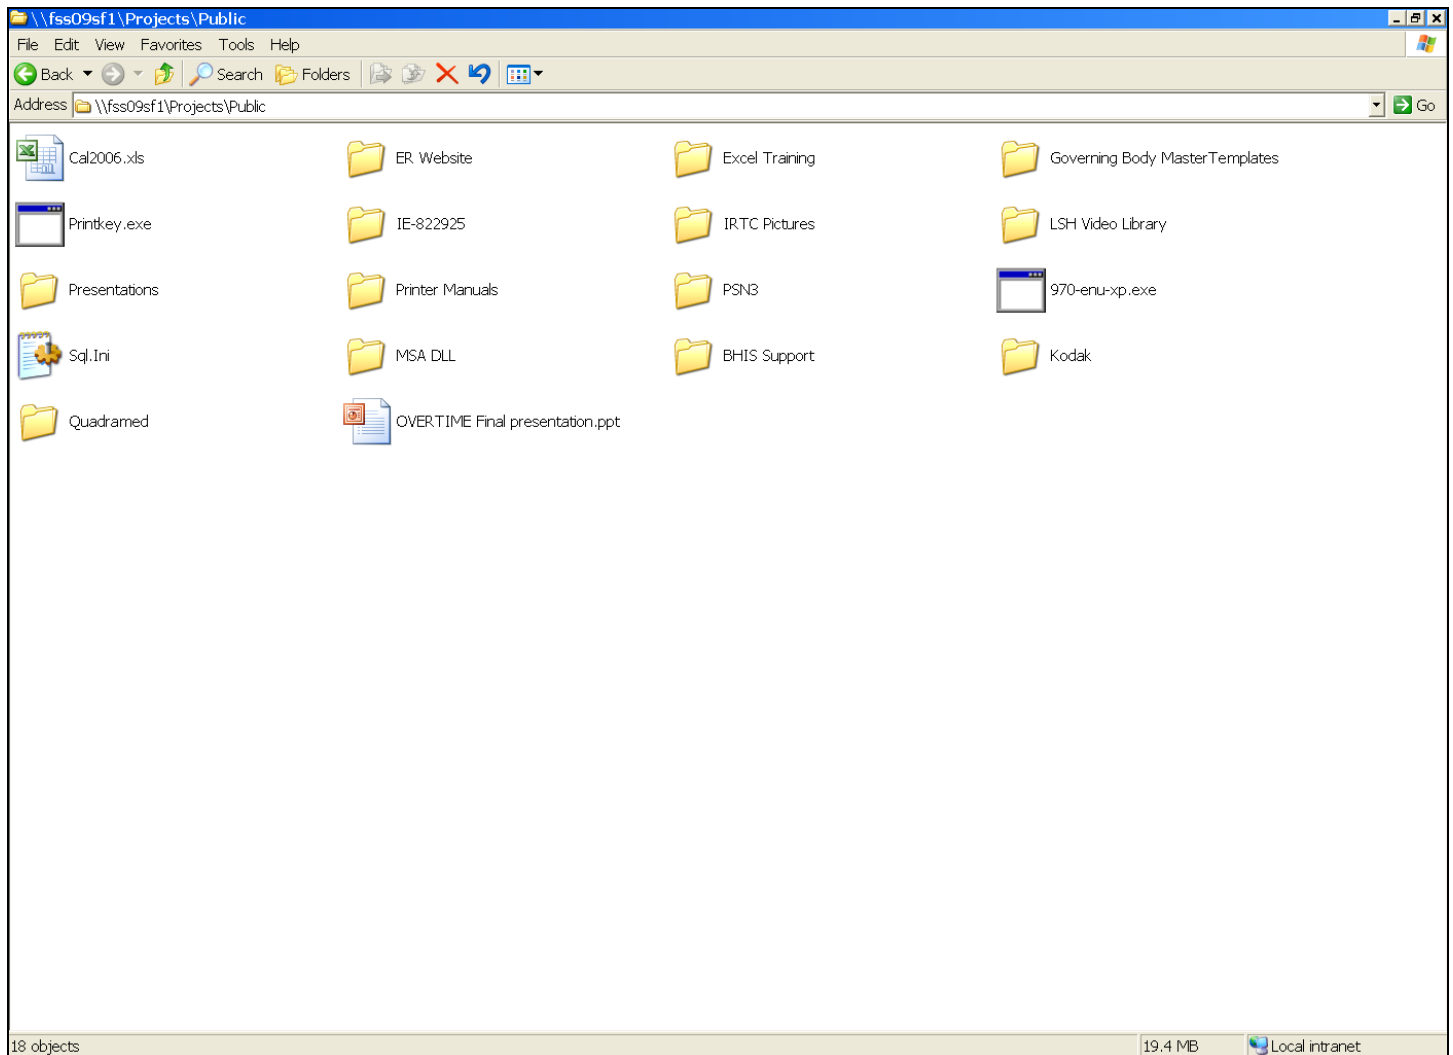 \\fss09sf1\Projects\Public
File Edit View Favorites Tools Help
Back Search Folders
Address \\fss09sf1\Projects\Public Go
Cal2006.xls ER Website Excel Training Governing Body MasterTemplates
Printkey.exe IE-822925 IRTC Pictures LSH Video Library
Presentations Printer Manuals PSN3 970-enu-xp.exe
Sql.Ini MSA DLL BHIS Support Kodak
Quadramed OVERTIME Final presentation.ppt
18 objects 19.4 MB Local intranet